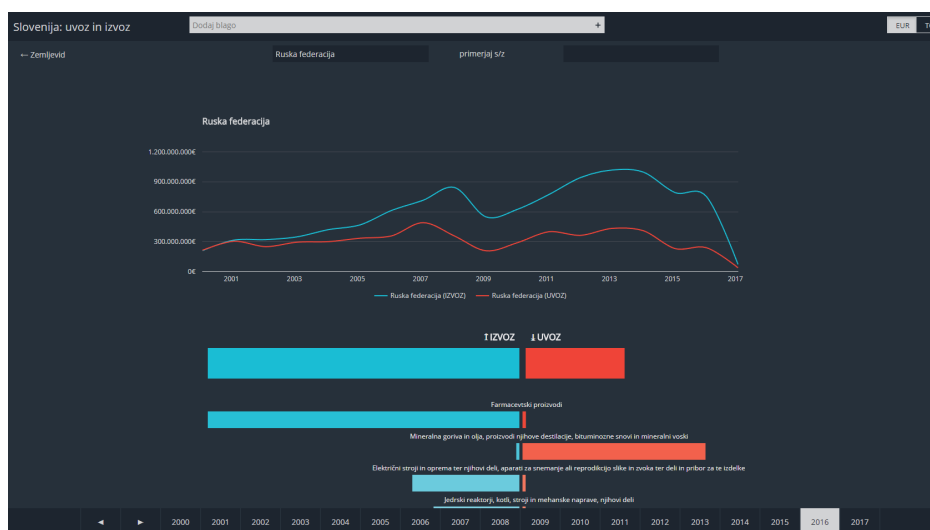 Slovenija: uvoz in izvoz
Dodaj blago +
EUR
← Zemljevid
Ruska federacija
primerjaj s/z
Ruska federacija
1.200.000.000€
900.000.000€
600.000.000€
300.000.000€
0€
2001 2003 2005 2007 2009 2011 2013 2015 2017
Ruska federacija (IZVOZ) Ruska federacija (UVOZ)
IZVOZ UVOZ
Farmacevtski proizvodi
Mineralna goriva in olja, proizvodi njihove destilacije, bituminozne snovi in mineralni voski
Električni stroji in oprema ter njihovi deli, aparati za snemanje ali reprodikcijo slike in zvoka ter deli in pribor za te izdelke
Jedrski reaktorji, kotli, stroji in mehanske naprave, njihovi deli
◄ ► 2000 2001 2002 2003 2004 2005 2006 2007 2008 2009 2010 2011 2012 2013 2014 2015 2016 2017